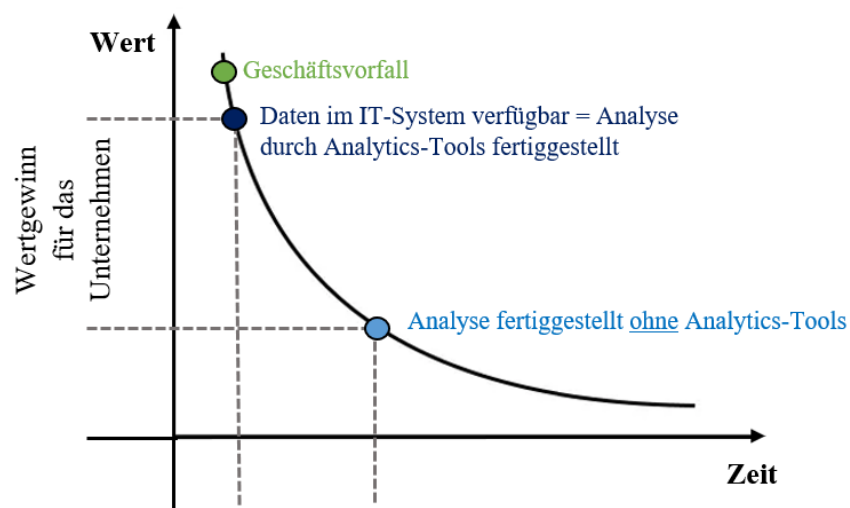 Wert
Geschäftsvorfall
Daten im IT-System verfügbar = Analyse
durch Analytics-Tools fertiggestellt
Wertgewinn
für das
Unternehmen
Analyse fertiggestellt ohne Analytics-Tools
Zeit